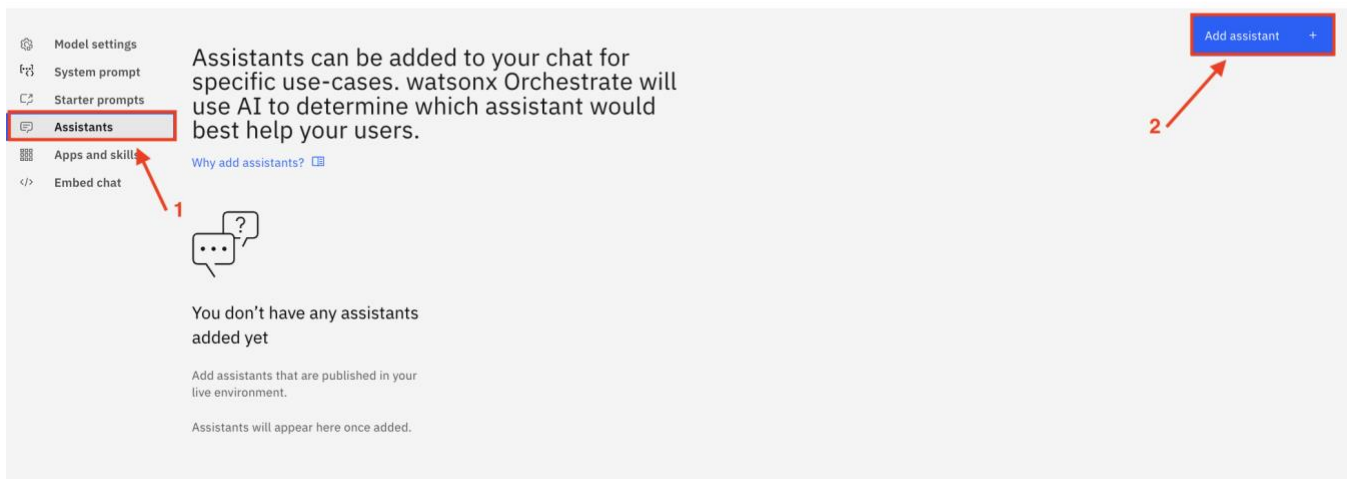 Model settings
System prompt
Starter prompts
Assistants
Apps and skills
Embed chat
1
Assistants can be added to your chat for
specific use-cases. watsonx Orchestrate will
use AI to determine which assistant would
best help your users.
Why add assistants?
?
You don’t have any assistants
added yet
Add assistants that are published in your
live environment.
Assistants will appear here once added.
Add assistant +
2